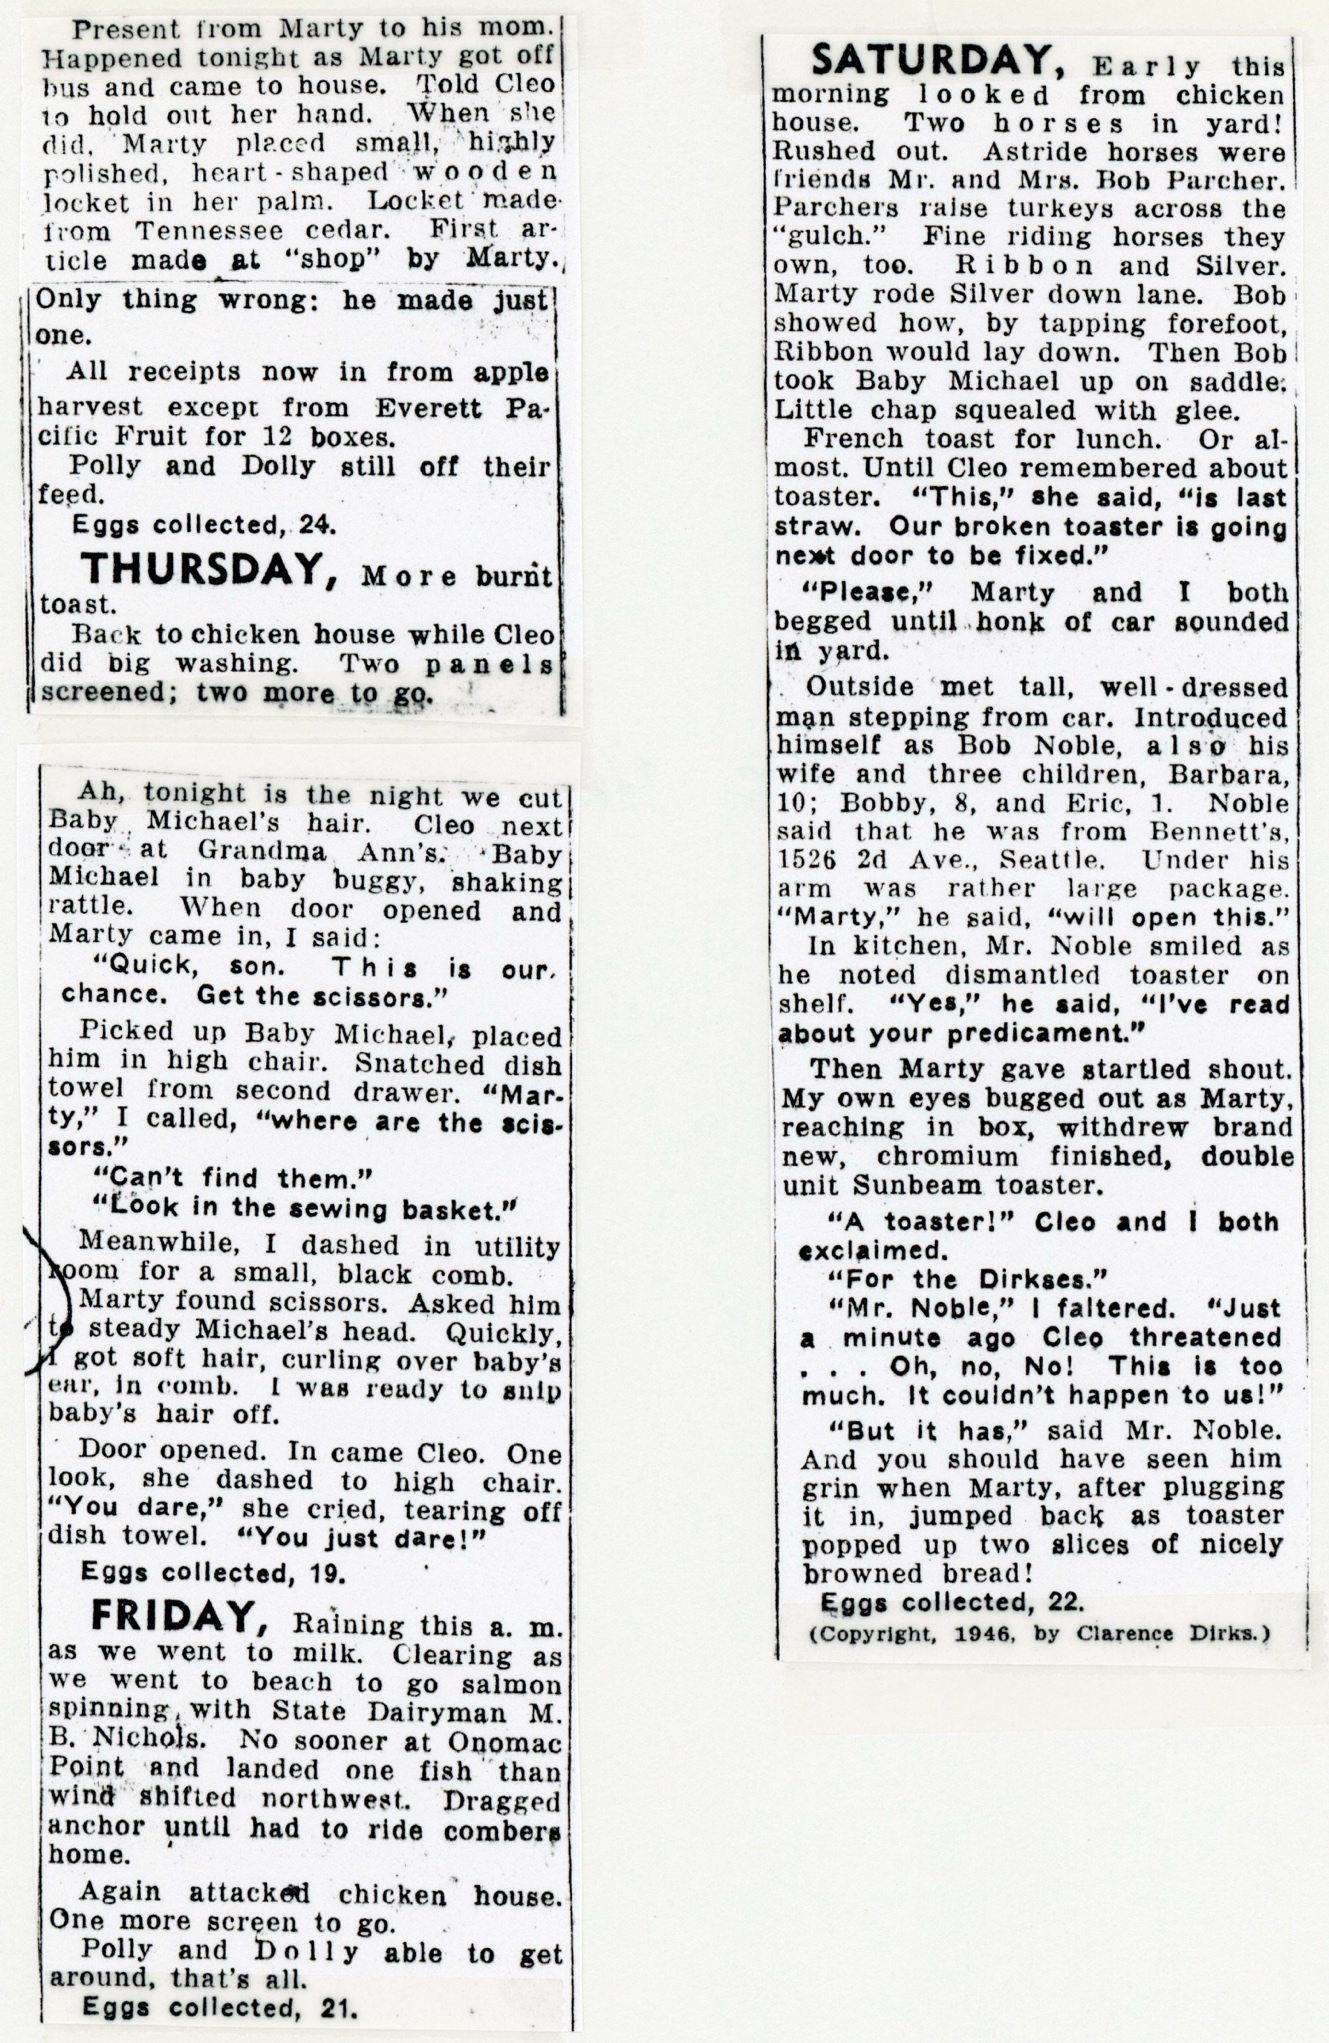 Present from Marty to his mom.
Happened tonight as Marty got off
bus and came to house. Told Cleo
to hold out her hand. When she
did, Marty placed small, highly
polished, heart-shaped wooden
locket in her palm. Locket made
from Tennessee cedar. First ar-
ticle made at “shop” by Marty.
Only thing wrong: he made just
one.
All receipts now in from apple
harvest except from Everett Pa-
cific Fruit for 12 boxes.
Polly and Dolly still off their
feed.
Eggs collected, 24.
THURSDAY, More burnt
toast.
Back to chicken house while Cleo
did big washing. Two panels
screened; two more to go.
Ah, tonight is the night we cut
Baby Michael's hair. Cleo next
door at Grandma Ann's. Baby
Michael in baby buggy, shaking
rattle. When door opened and
Marty came in, I said:
“Quick, son. This is our
chance. Get the scissors.”
Picked up Baby Michael, placed
him in high chair. Snatched dish
towel from second drawer. “Mar-
ty,” I called, “where are the scis-
sors.”
“Can't find them.”
“Look in the sewing basket.”
Meanwhile, I dashed in utility
room for a small, black comb.
Marty found scissors. Asked him
to steady Michael's head. Quickly,
I got soft hair, curling over baby's
ear, in comb. I was ready to snip
baby's hair off.
Door opened. In came Cleo. One
look, she dashed to high chair.
“You dare,” she cried, tearing off
dish towel. “You just dare!”
Eggs collected, 19.
FRIDAY, Raining this a. m.
as we went to milk. Clearing as
we went to beach to go salmon
spinning with State Dairyman M.
B. Nichols. No sooner at Onomac
Point and landed one fish than
wind shifted northwest. Dragged
anchor until had to ride combers
home.
Again attacked chicken house.
One more screen to go.
Polly and Dolly able to get
around, that's all.
Eggs collected, 21.
SATURDAY, Early this
morning looked from chicken
house. Two horses in yard!
Rushed out. Astride horses were
friends Mr. and Mrs. Bob Parcher.
Parchers raise turkeys across the
“gulch.” Fine riding horses they
own, too. Ribbon and Silver.
Marty rode Silver down lane. Bob
showed how, by tapping forefoot,
Ribbon would lay down. Then Bob
took Baby Michael up on saddle.
Little chap squealed with glee.
French toast for lunch. Or al-
most. Until Cleo remembered about
toaster. “This,” she said, “is last
straw. Our broken toaster is going
next door to be fixed.”
“Please,” Marty and I both
begged until honk of car sounded
in yard.
Outside met tall, well-dressed
man stepping from car. Introduced
himself as Bob Noble, also his
wife and three children, Barbara,
10; Bobby, 8, and Eric, 1. Noble
said that he was from Bennett's,
1526 2d Ave., Seattle. Under his
arm was rather large package.
“Marty,” he said, “will open this.”
In kitchen, Mr. Noble smiled as
he noted dismantled toaster on
shelf. “Yes,” he said, “I've read
about your predicament.”
Then Marty gave startled shout.
My own eyes bugged out as Marty,
reaching in box, withdrew brand
new, chromium finished, double
unit Sunbeam toaster.
“A toaster!” Cleo and I both
exclaimed.
“For the Dirkses.”
“Mr. Noble,” I faltered. “Just
a minute ago Cleo threatened
. . . Oh, no, No! This is too
much. It couldn't happen to us!”
“But it has,” said Mr. Noble.
And you should have seen him
grin when Marty, after plugging
it in, jumped back as toaster
popped up two slices of nicely
browned bread!
Eggs collected, 22.
(Copyright, 1946, by Clarence Dirks.)